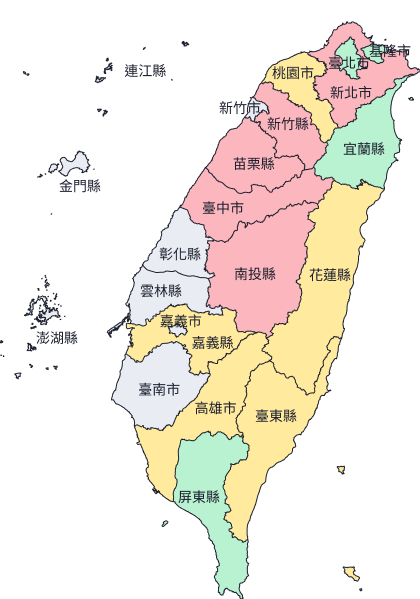 基隆市
臺北市
連江縣
桃園市
新北市
新竹市
新竹縣
宜蘭縣
苗栗縣
金門縣
臺中市
彰化縣
南投縣
花蓮縣
雲林縣
嘉義市
澎湖縣
嘉義縣
臺南市
高雄市
臺東縣
屏東縣